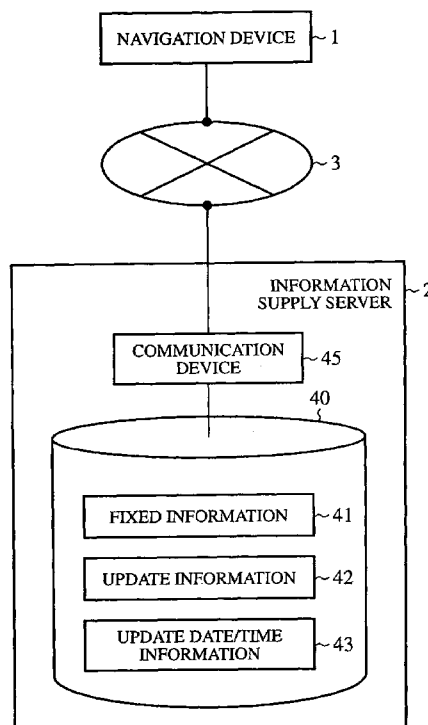 NAVIGATION DEVICE ~1
3
INFORMATION
SUPPLY SERVER ~2
COMMUNICATION
DEVICE ~45
40
FIXED INFORMATION ~41
UPDATE INFORMATION ~42
UPDATE DATE/TIME
INFORMATION ~43